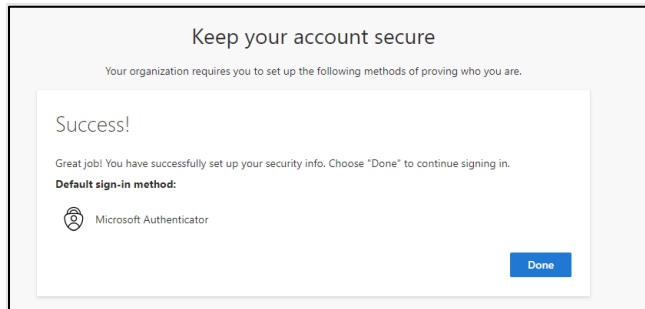 Keep your account secure
Your organization requires you to set up the following methods of proving who you are.
Success!
Great job! You have successfully set up your security info. Choose "Done" to continue signing in.
Default sign-in method:
Microsoft Authenticator
Done